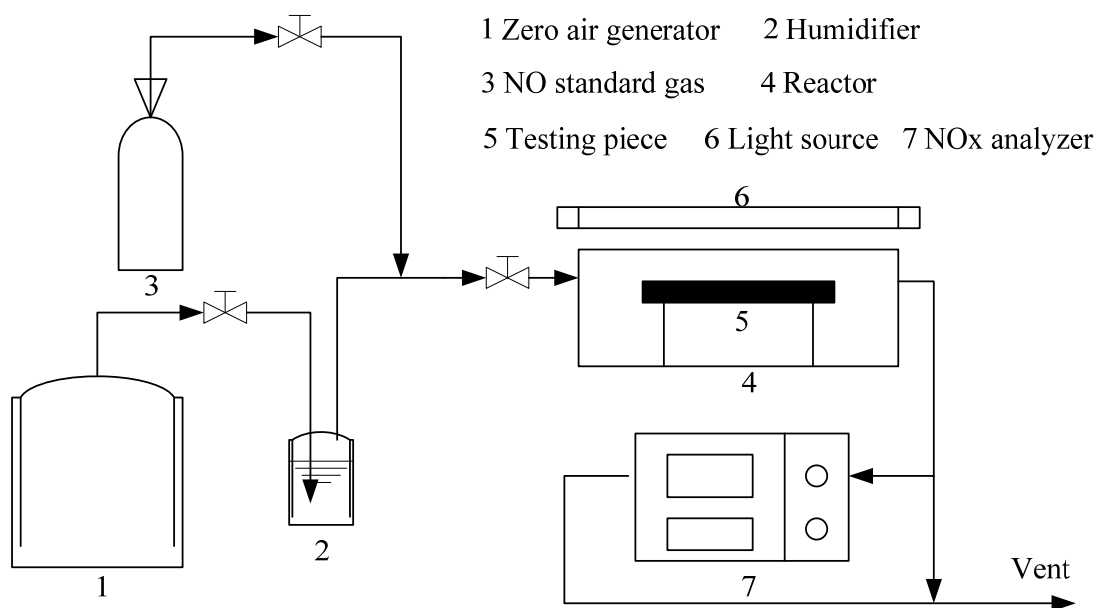 1 Zero air generator 2 Humidifier
3 NO standard gas 4 Reactor
5 Testing piece 6 Light source 7 NOx analyzer
6
3
5
4
2
1
7
Vent